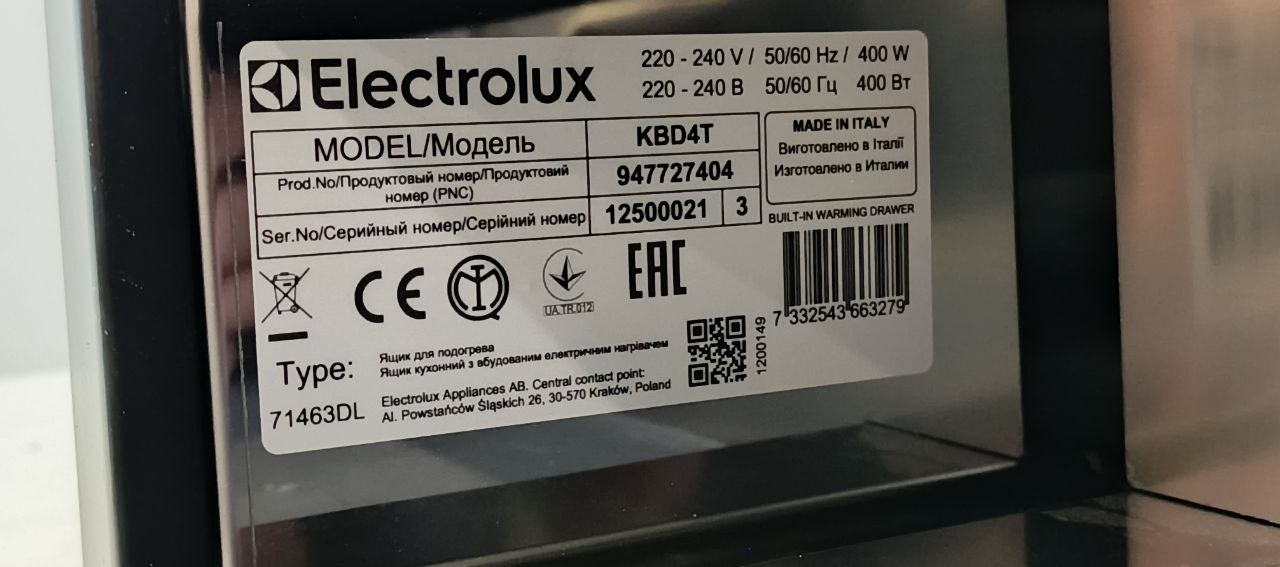 Electrolux
220 - 240 V / 50/60 Hz / 400 W
220 - 240 В 50/60 Гц 400 Вт
MODEL/Модель KBD4T
Prod.No/Продуктовый номер/Продуктовий
номер (PNC) 947727404
Ser.No/Серийный номер/Серійний номер 12500021 3
MADE IN ITALY
Виготовлено в Італії
Изготовлено в Италии
BUILT-IN WARMING DRAWER
CE
UA.TR.012
EAC
7 332543 663279
1200149
Type:
71463DL
Ящик для подогрева
Ящик кухонний з вбудованим електричним нагрівачем
Electrolux Appliances AB. Central contact point:
Al. Powstańców Śląskich 26, 30-570 Kraków, Poland